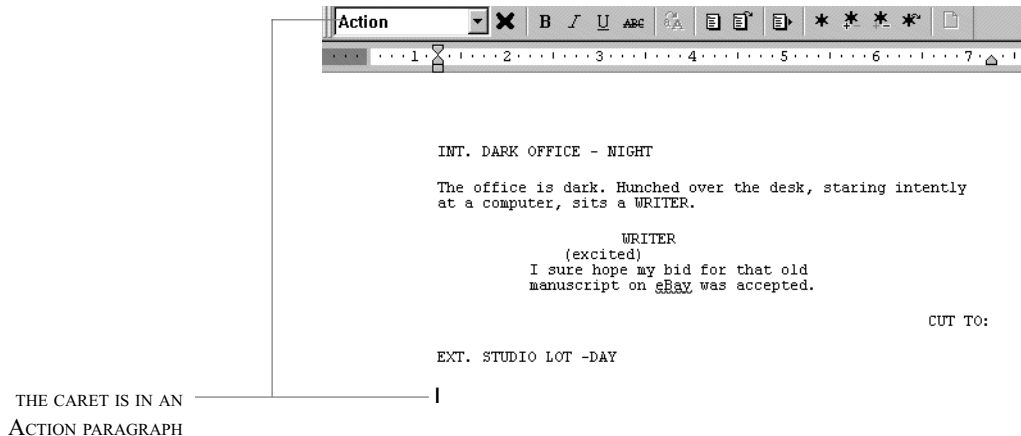 Action B I U ABC
1 2 3 4 5 6 7
INT. DARK OFFICE - NIGHT
The office is dark. Hunched over the desk, staring intently
at a computer, sits a WRITER.
WRITER
(excited)
I sure hope my bid for that old
manuscript on eBay was accepted.
CUT TO:
EXT. STUDIO LOT -DAY
THE CARET IS IN AN
ACTION PARAGRAPH